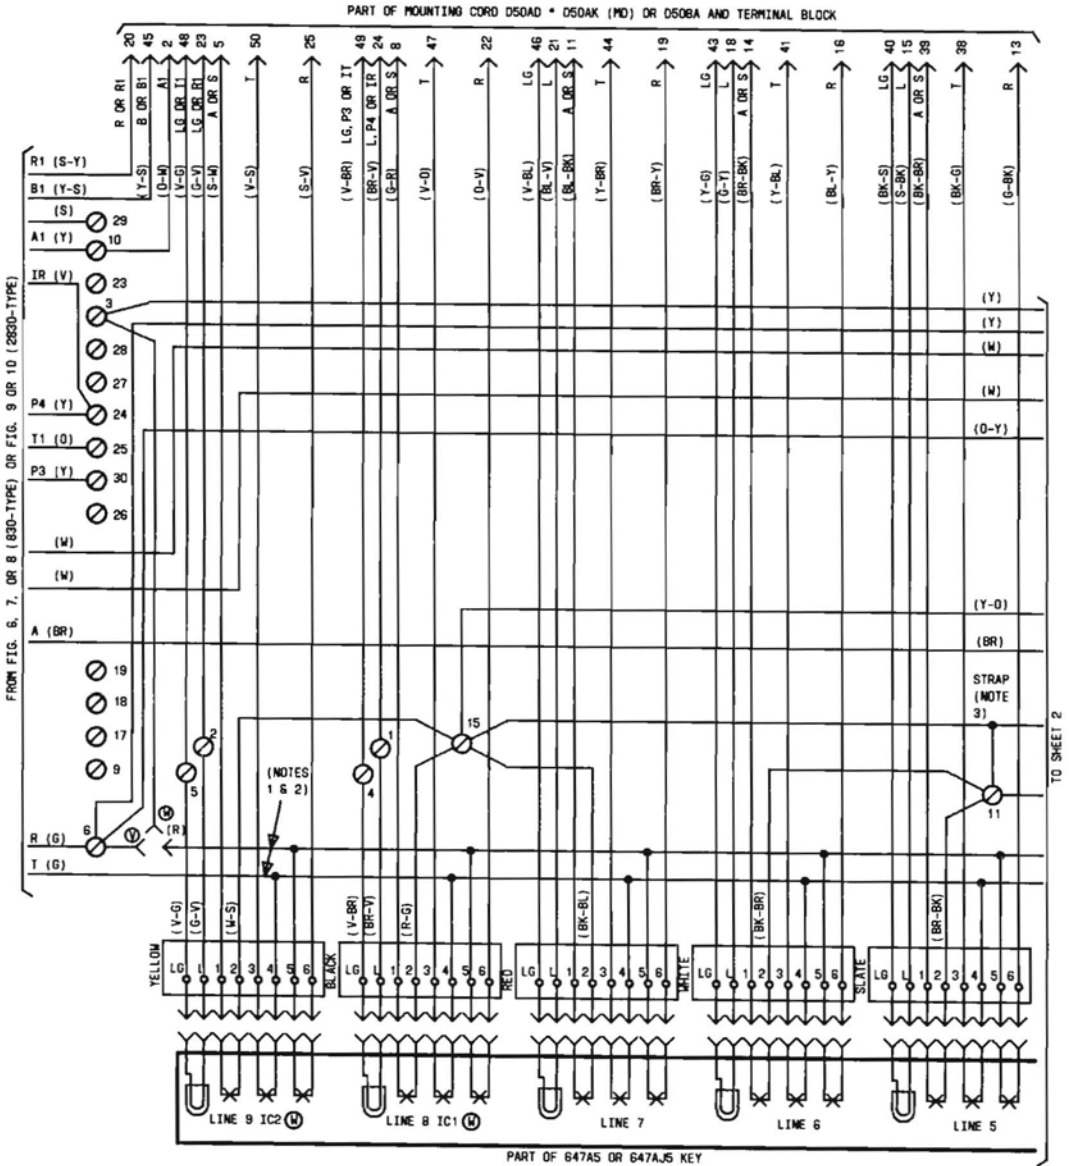 PART OF MOUNTING CORD D50AD * D50AK (MD) OR D50BA AND TERMINAL BLOCK
20 45 2 48 23 5 50 25 49 24 8 47 22 46 21 11 44 19 43 18 14 41 16 40 15 39 38 13
R OR R1
B OR B1
A1
LG OR T1
LG OR R1
A OR S
T
R
LG, P3 OR IT
L, P4 OR IR
A OR S
T
R
LG
L
A OR S
T
R
LG
L
A OR S
T
R
LG
L
A OR S
T
R
(Y-S)
(O-W)
(V-G)
(G-V)
(S-W)
(V-S)
(S-V)
(V-BR)
(BR-V)
(G-R)
(V-O)
(O-V)
(V-BL)
(BL-V)
(BL-BK)
(Y-BR)
(BR-Y)
(Y-G)
(G-Y)
(BR-BK)
(Y-BL)
(BL-Y)
(BK-S)
(S-BK)
(BK-BR)
(BK-G)
(G-BK)
FROM FIG. 6, 7, OR 8 (830-TYPE) OR FIG. 9 OR 10 (2830-TYPE)
R1 (S-Y)
B1 (Y-S)
(S)
29
A1 (Y)
10
IR (V)
23
3
(Y)
(Y)
28
(W)
27
(W)
P4 (Y)
24
(O-Y)
T1 (O)
25
P3 (Y)
30
26
(W)
(W)
(Y-O)
A (BR)
(BR)
19
18
17
9
STRAP
(NOTE
3)
TO SHEET 2
15
2
1
5
4
(NOTES
1 & 2)
11
6
Y
W
(R)
R (G)
T (G)
(V-G)
(G-V)
(W-S)
(V-BR)
(BR-V)
(R-G)
(BK-BL)
(BK-BR)
(BR-BK)
YELLOW
LG L 1 2 3 4 5 6
BLACK
LG L 1 2 3 4 5 6
RED
LG L 1 2 3 4 5 6
WHITE
LG L 1 2 3 4 5 6
SLATE
LG L 1 2 3 4 5 6
LINE 9 IC2 W
LINE 8 IC1 W
LINE 7
LINE 6
LINE 5
PART OF 647A5 OR 647AJ5 KEY